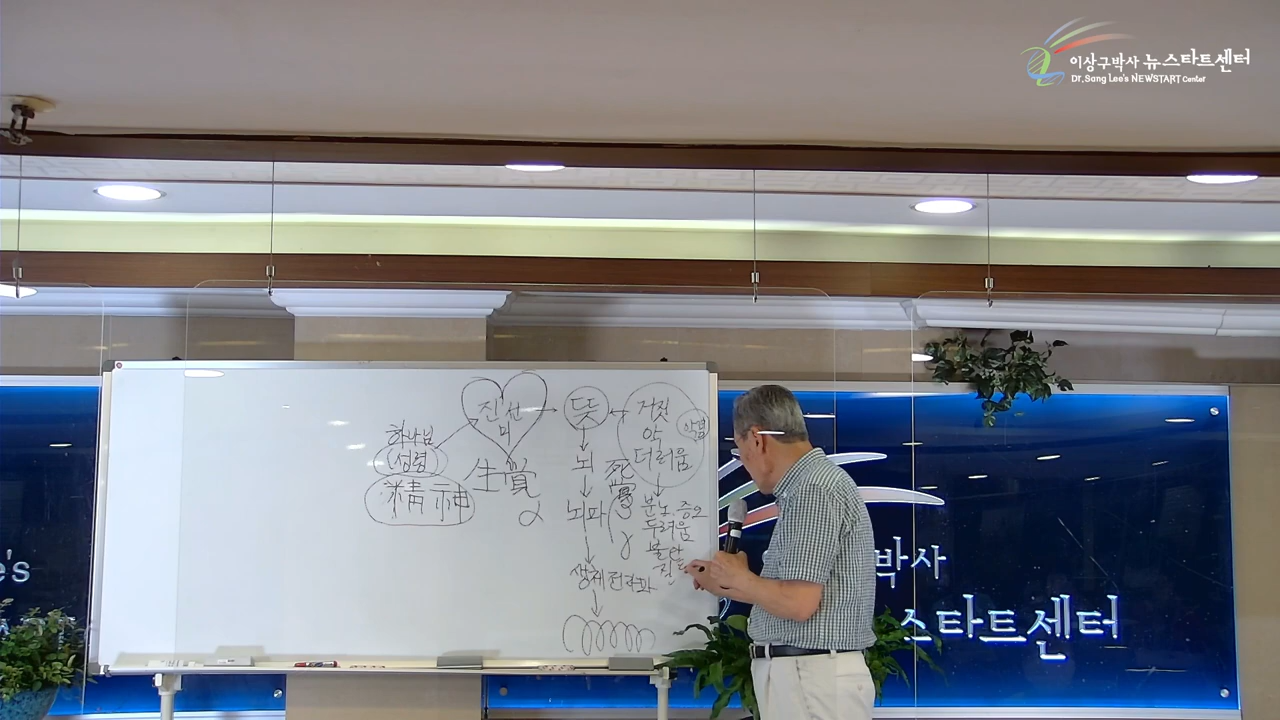 이상구박사 뉴스타트센터
Dr. Sang Lee's NEWSTART Center
진 선
미
뜻
거짓
악
더러움
악령
하나님
성령
精神
生覺
α
뇌
死
뇌파
γ
생체전자파
분노 증오
두려움
불안
박사
스타트센터
's